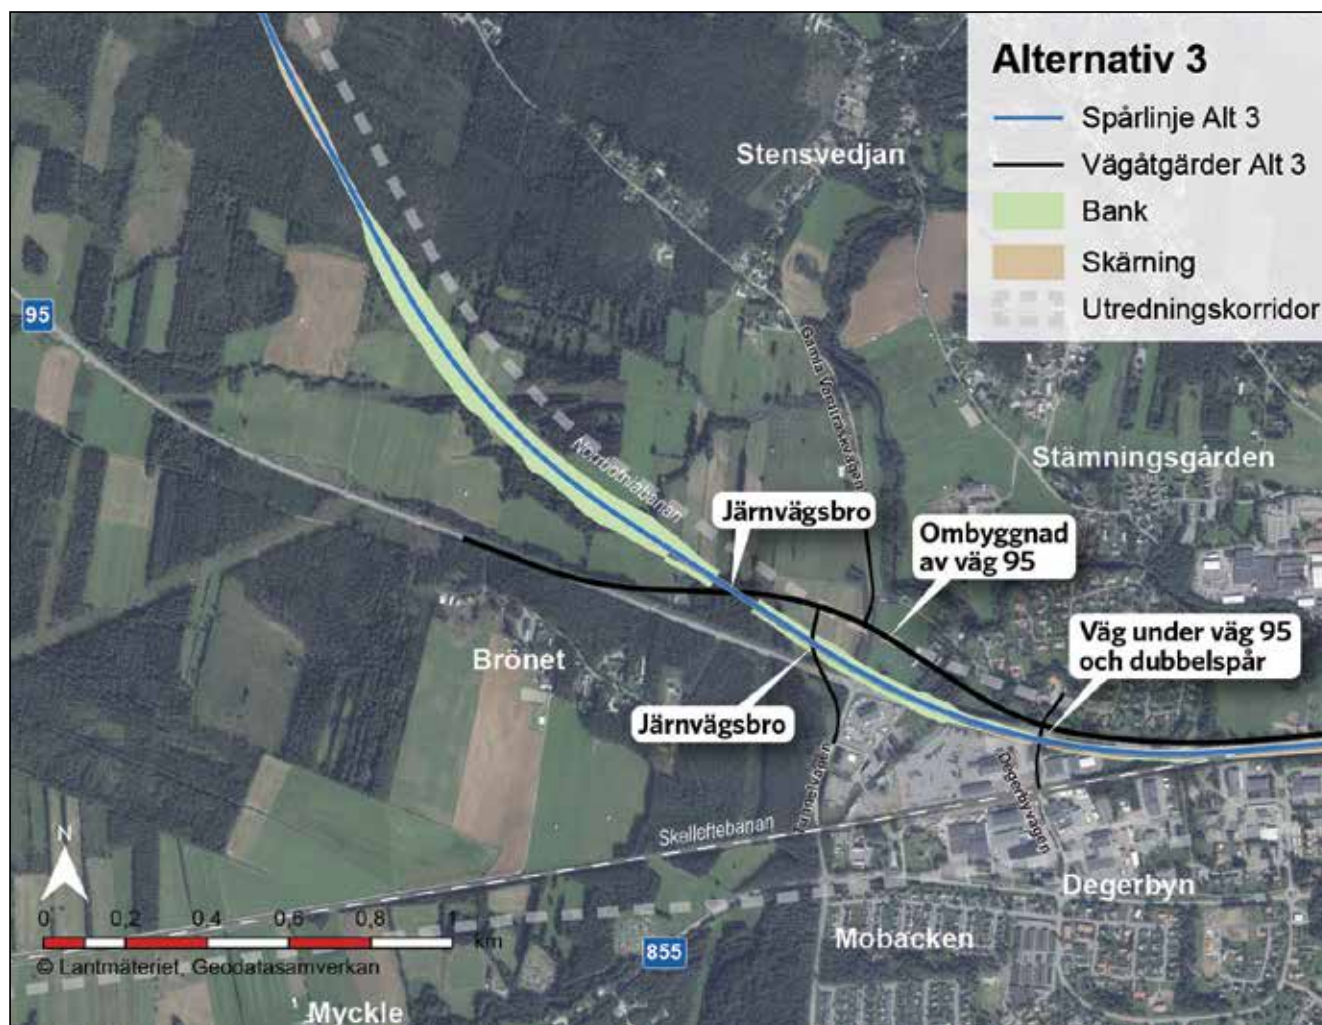 Alternativ 3
Spårlinje Alt 3
Vägåtgärder Alt 3
Bank
Skärning
Utredningskorridor
Stensvedjan
95
Stämningsgården
Norrbotniabanan
Järnvägsbro
Ombyggnad
av väg 95
Väg under väg 95
och dubbelspår
Brönet
Järnvägsbro
Degerbyvägen
Skelleftebanan
Degerbyn
Mobacken
855
N
0 0,2 0,4 0,6 0,8 1
km
© Lantmäteriet, Geodatasamverkan
Myckle